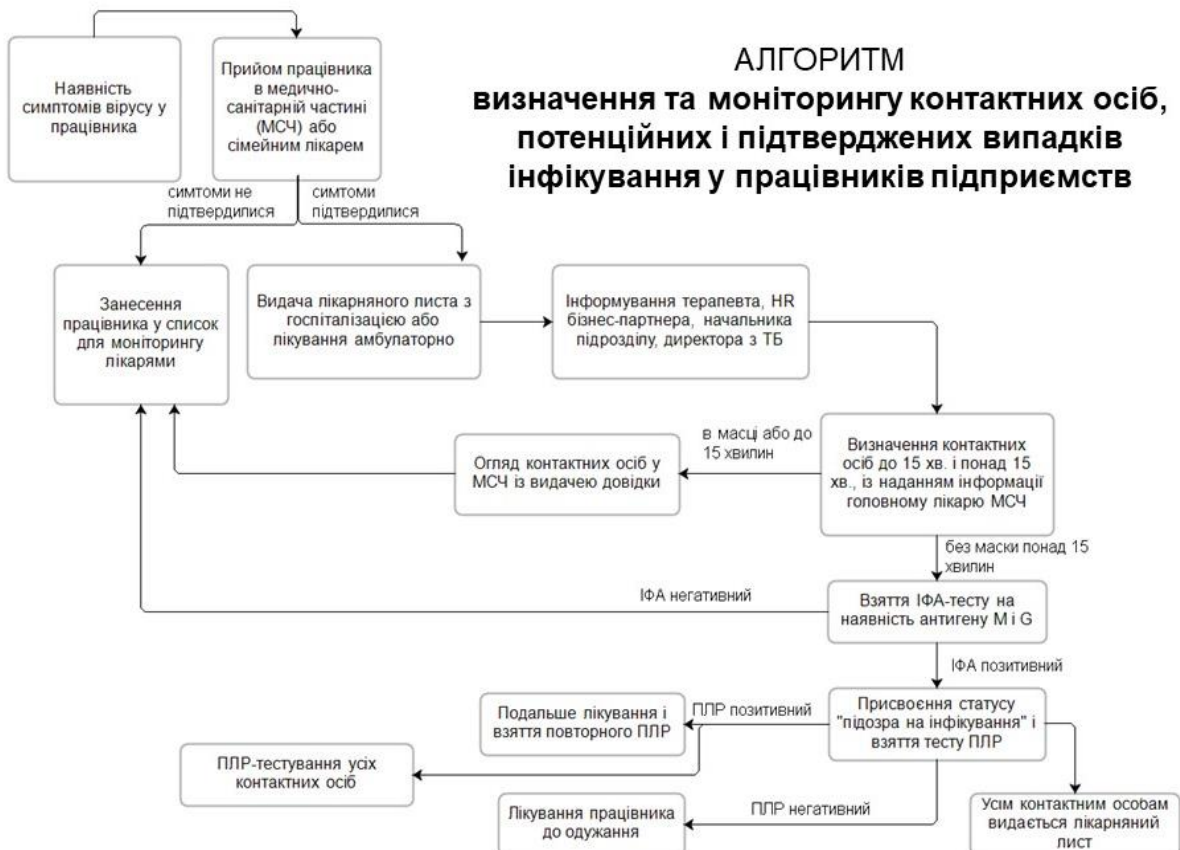 АЛГОРИТМ
визначення та моніторингу контактних осіб,
потенційних і підтверджених випадків
інфікування у працівників підприємств
Наявність
симптомів вірусу у
працівника
Прийом працівника
в медично-
санітарній частині
(МСЧ) або
сімейним лікарем
симтоми не
підтвердилися
симтоми
підтвердилися
Занесення
працівника у список
для моніторингу
лікарями
Видача лікарняного листа з
госпіталізацією або
лікування амбулаторно
Інформування терапевта, HR
бізнес-партнера, начальника
підрозділу, директора з ТБ
в масці або до
15 хвилин
Огляд контактних осіб у
МСЧ із видачею довідки
Визначення контактних
осіб до 15 хв. і понад 15
хв., із наданням інформації
головному лікарю МСЧ
без маски понад 15
хвилин
ІФА негативний
Взяття ІФА-тесту на
наявність антигену М і G
ІФА позитивний
Присвоєння статусу
"підозра на інфікування" і
взяття тесту ПЛР
ПЛР позитивний
Подальше лікування і
взяття повторного ПЛР
ПЛР-тестування усіх
контактних осіб
ПЛР негативний
Лікування працівника
до одужання
Усім контактним особам
видається лікарняний
лист